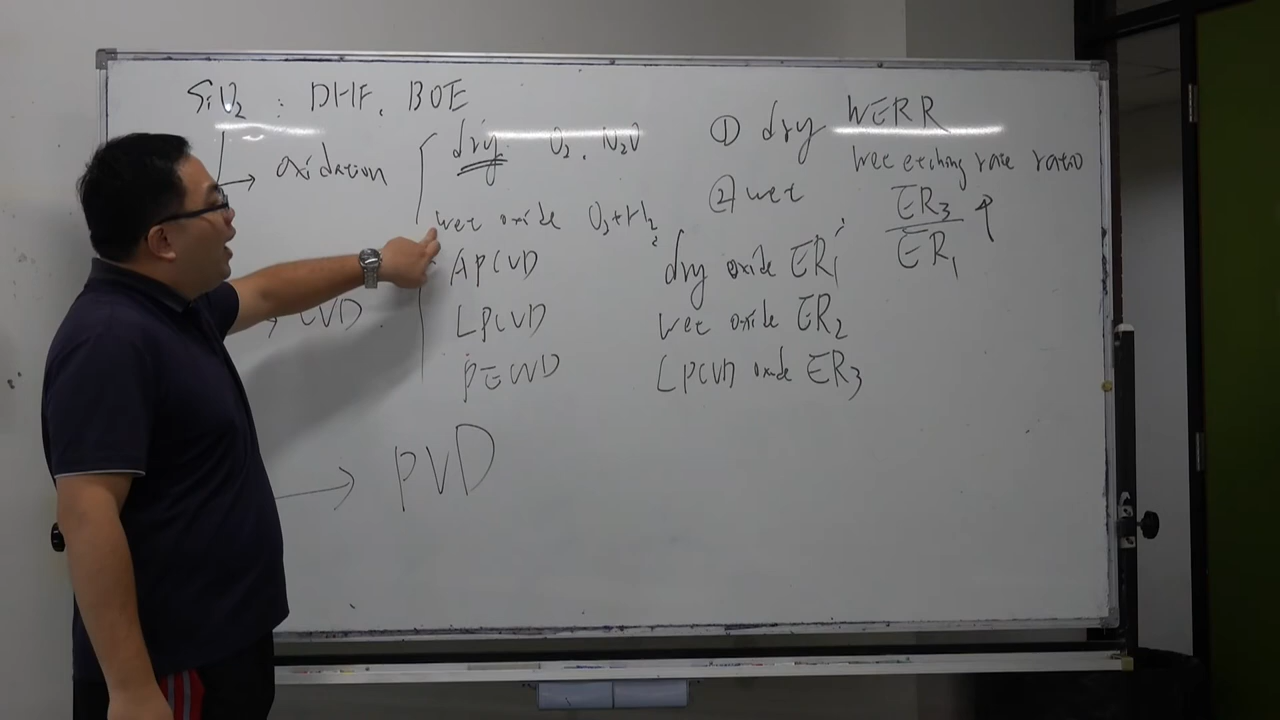 SiO2 : DHF, BOE
oxidation
dry O2, N2O
wet oxide O2+H2
CVD
APCVD
LPCVD
PECVD
PVD
① dry
② wet
WERR
wet etching rate ratio
ER3
ER1 ↑
dry oxide ER1
wet oxide ER2
LPCVD oxide ER3